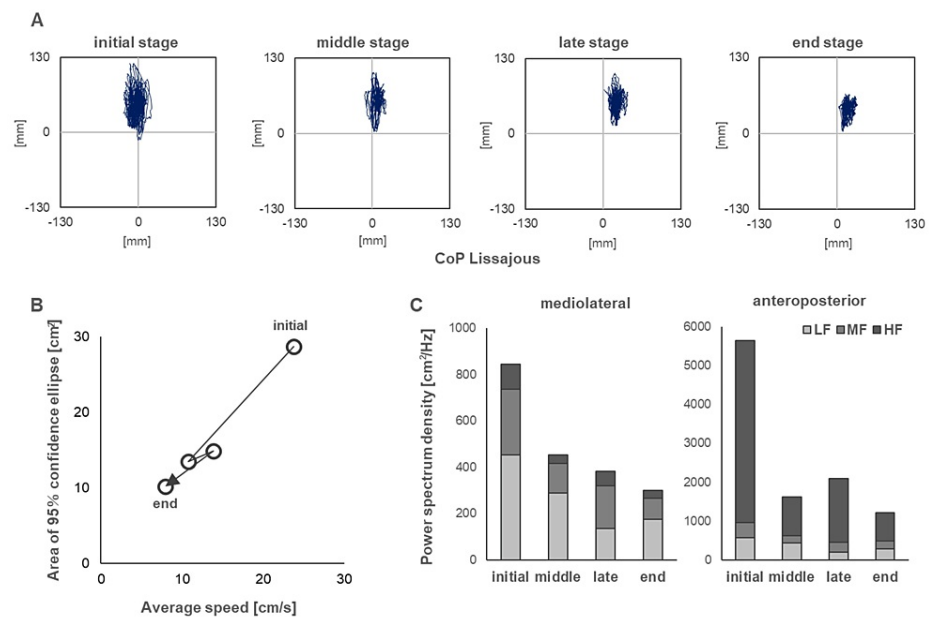 A
initial stage
middle stage
late stage
end stage
130
0
-130
[mm]
-130 0 130
[mm]
130
0
-130
[mm]
-130 0 130
[mm]
130
0
-130
[mm]
-130 0 130
[mm]
130
0
-130
[mm]
-130 0 130
[mm]
CoP Lissajous
B
Area of 95% confidence ellipse [cm²]
30
20
10
0
initial
end
0 10 20 30
Average speed [cm/s]
C
Power spectrum density [cm²/Hz]
mediolateral
1000
800
600
400
200
0
initial middle late end
anteroposterior
LF MF HF
6000
5000
4000
3000
2000
1000
0
initial middle late end